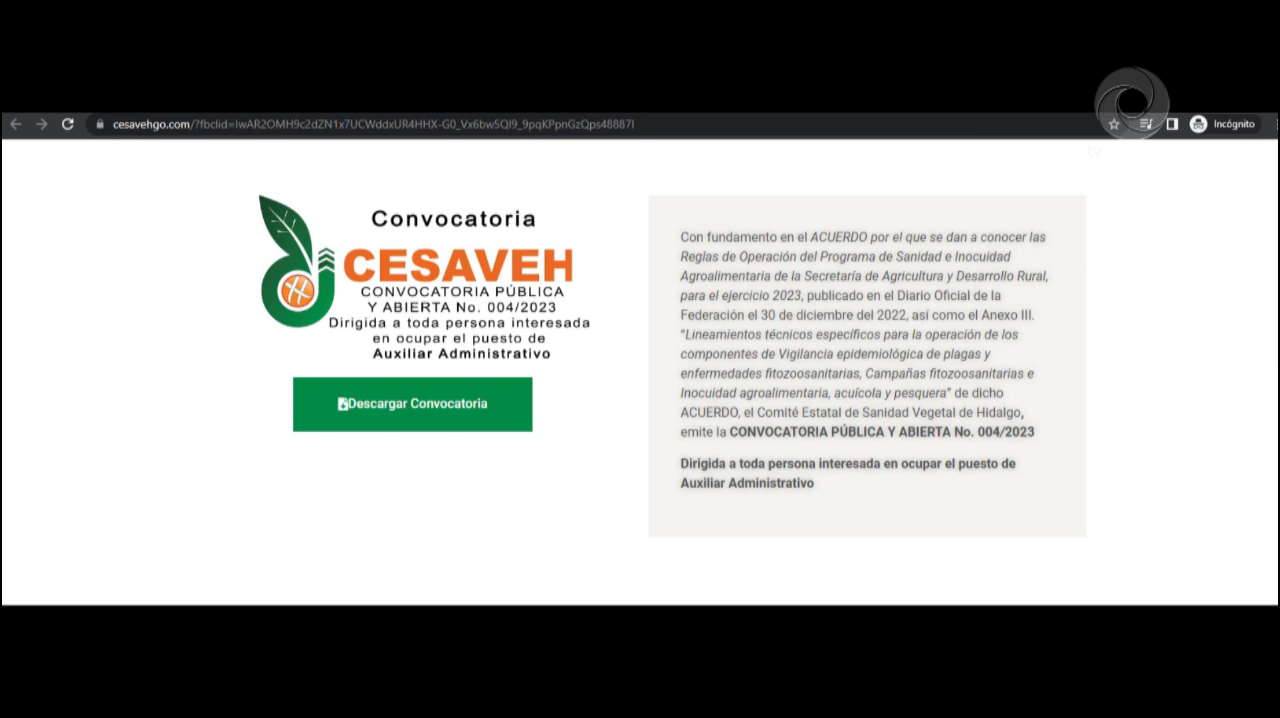 cesavehgo.com/?fbclid=IwAR2OMH9c2dZN1x7UCWddxUR4HHX-G0_Vx6bw5QI9_9pqKPpnGzQps48887I
Incógnito
tv
Convocatoria
CESAVEH
CONVOCATORIA PÚBLICA
Y ABIERTA No. 004/2023
Dirigida a toda persona interesada
en ocupar el puesto de
Auxiliar Administrativo
Descargar Convocatoria
Con fundamento en el ACUERDO por el que se dan a conocer las
Reglas de Operación del Programa de Sanidad e Inocuidad
Agroalimentaria de la Secretaría de Agricultura y Desarrollo Rural,
para el ejercicio 2023, publicado en el Diario Oficial de la
Federación el 30 de diciembre del 2022, así como el Anexo III.
"Lineamientos técnicos específicos para la operación de los
componentes de Vigilancia epidemiológica de plagas y
enfermedades fitozoosanitarias, Campañas fitozoosanitarias e
Inocuidad agroalimentaria, acuícola y pesquera" de dicho
ACUERDO, el Comité Estatal de Sanidad Vegetal de Hidalgo,
emite la CONVOCATORIA PÚBLICA Y ABIERTA No. 004/2023
Dirigida a toda persona interesada en ocupar el puesto de
Auxiliar Administrativo